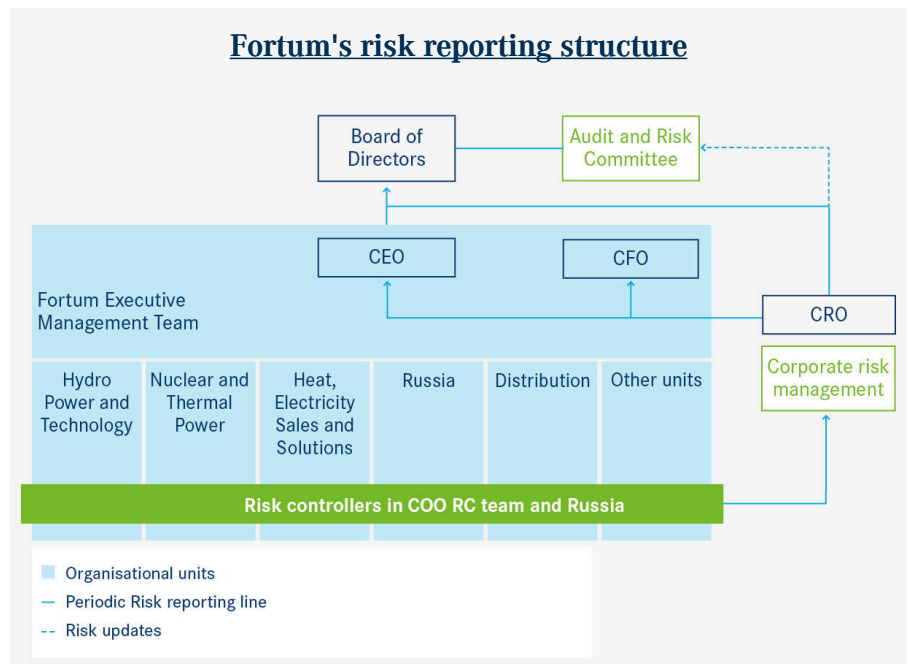 Fortum's risk reporting structure
Board of
Directors
Audit and Risk
Committee
CEO
CFO
Fortum Executive
Management Team
CRO
Corporate risk
management
Hydro
Power and
Technology
Nuclear and
Thermal
Power
Heat,
Electricity
Sales and
Solutions
Russia
Distribution
Other units
Risk controllers in COO RC team and Russia
Organisational units
Periodic Risk reporting line
Risk updates